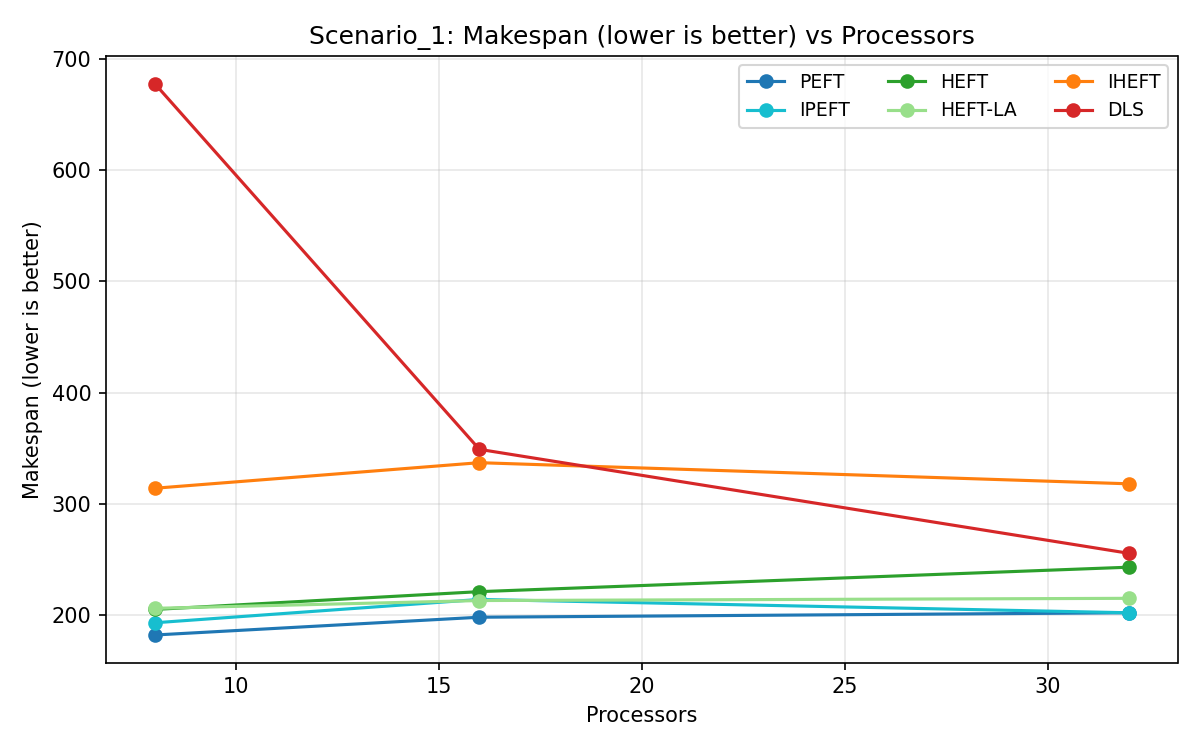 Scenario_1: Makespan (lower is better) vs Processors
PEFT HEFT IHEFT
IPEFT HEFT-LA DLS
Makespan (lower is better)
700
600
500
400
300
200
10 15 20 25 30
Processors